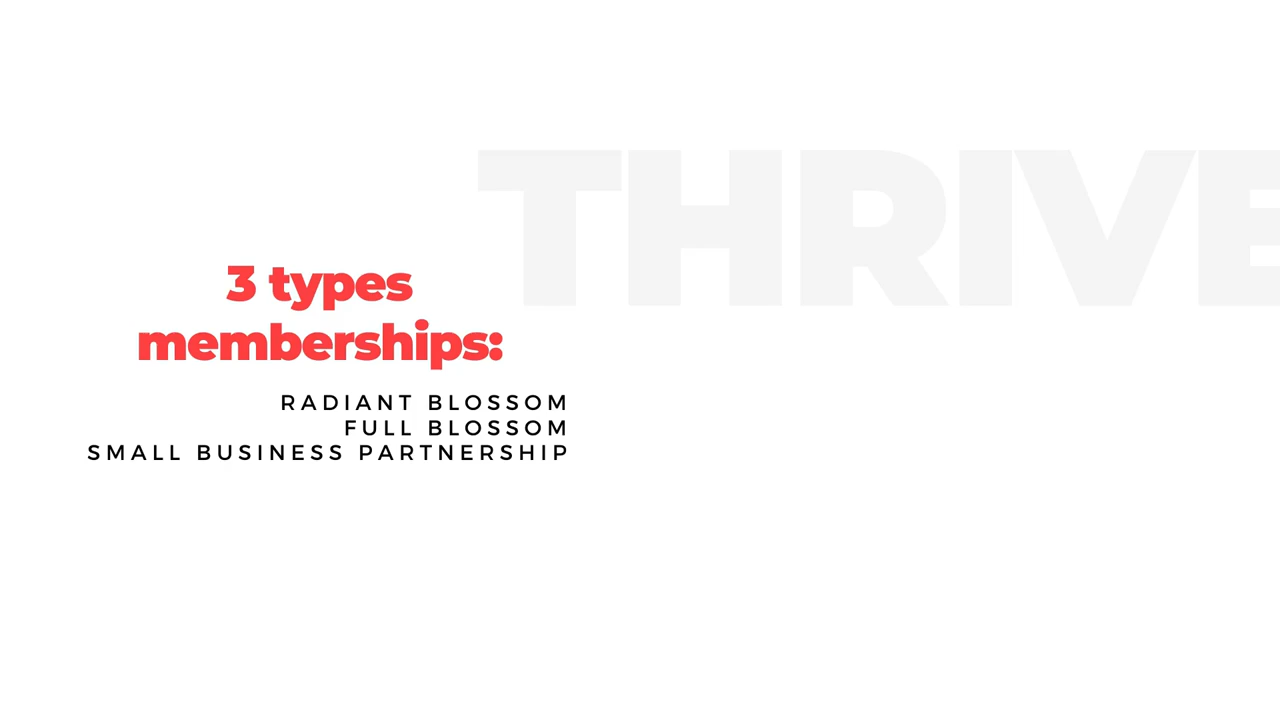 THRIVE
3 types
memberships:
RADIANT BLOSSOM
FULL BLOSSOM
SMALL BUSINESS PARTNERSHIP